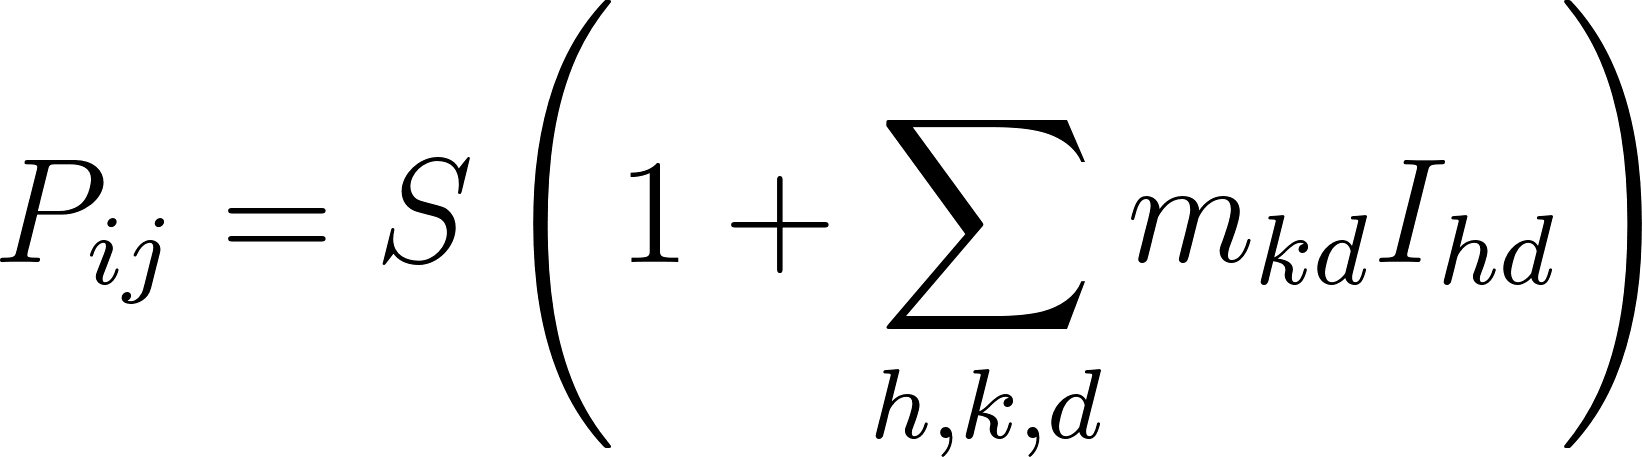 P_{ij} = S \left( 1 + \sum_{h,k,d} m_{kd} I_{hd} \right)